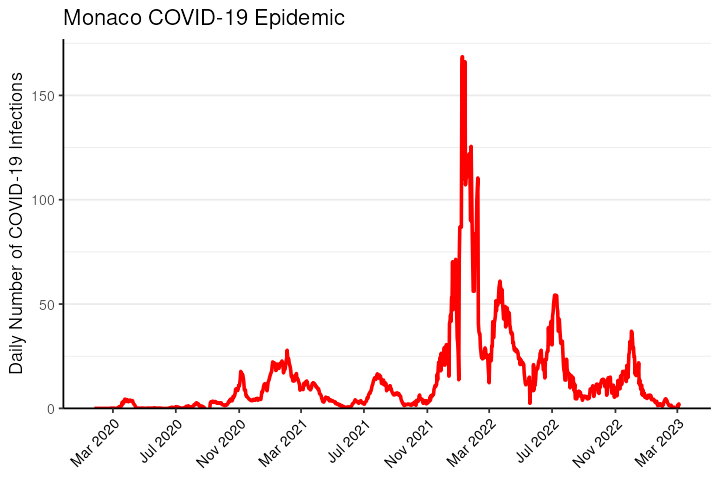 Monaco COVID-19 Epidemic
Daily Number of COVID-19 Infections
150
100
50
0
Mar 2020
Jul 2020
Nov 2020
Mar 2021
Jul 2021
Nov 2021
Mar 2022
Jul 2022
Nov 2022
Mar 2023